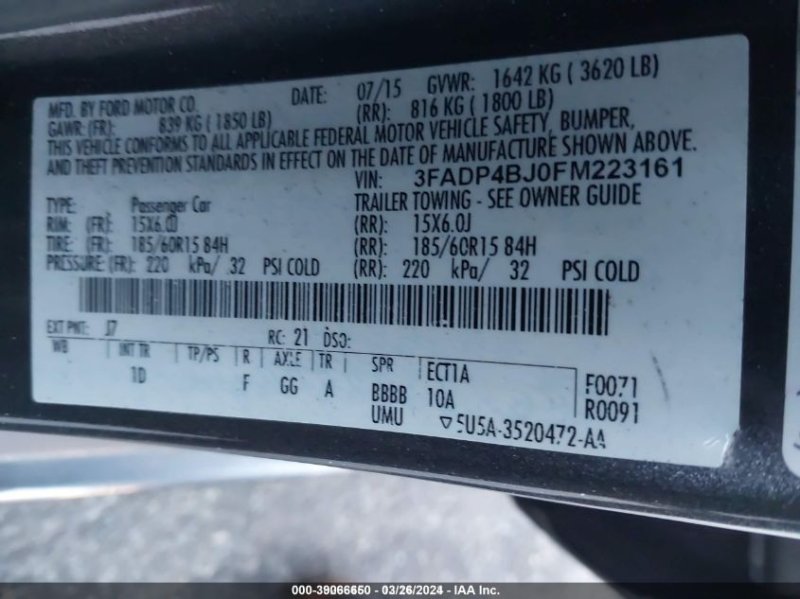 MFD. BY FORD MOTOR CO. DATE: 07/15 GVWR: 1642 KG ( 3620 LB)
GAWR: (FR): 839 KG ( 1850 LB) (RR): 816 KG ( 1800 LB)
THIS VEHICLE CONFORMS TO ALL APPLICABLE FEDERAL MOTOR VEHICLE SAFETY, BUMPER,
AND THEFT PREVENTION STANDARDS IN EFFECT ON THE DATE OF MANUFACTURE SHOWN ABOVE.
VIN: 3FADP4BJ0FM223161
TYPE: Passenger Car TRAILER TOWING - SEE OWNER GUIDE
RIM: (FR): 15X6.0J (RR): 15X6.0J
TIRE: (FR): 185/60R15 84H (RR): 185/60R15 84H
PRESSURE: (FR): 220 kPa/ 32 PSI COLD (RR): 220 kPa/ 32 PSI COLD
EXT PNT: J7 RC: 21 DSO:
WB INT TR TP/PS R AXLE TR SPR ECT1A F0071
1D F GG A BBBB 10A R0091
UMU 5U5A-3520472-AA
000-39066650 / 03/26/2024 - IAA Inc.